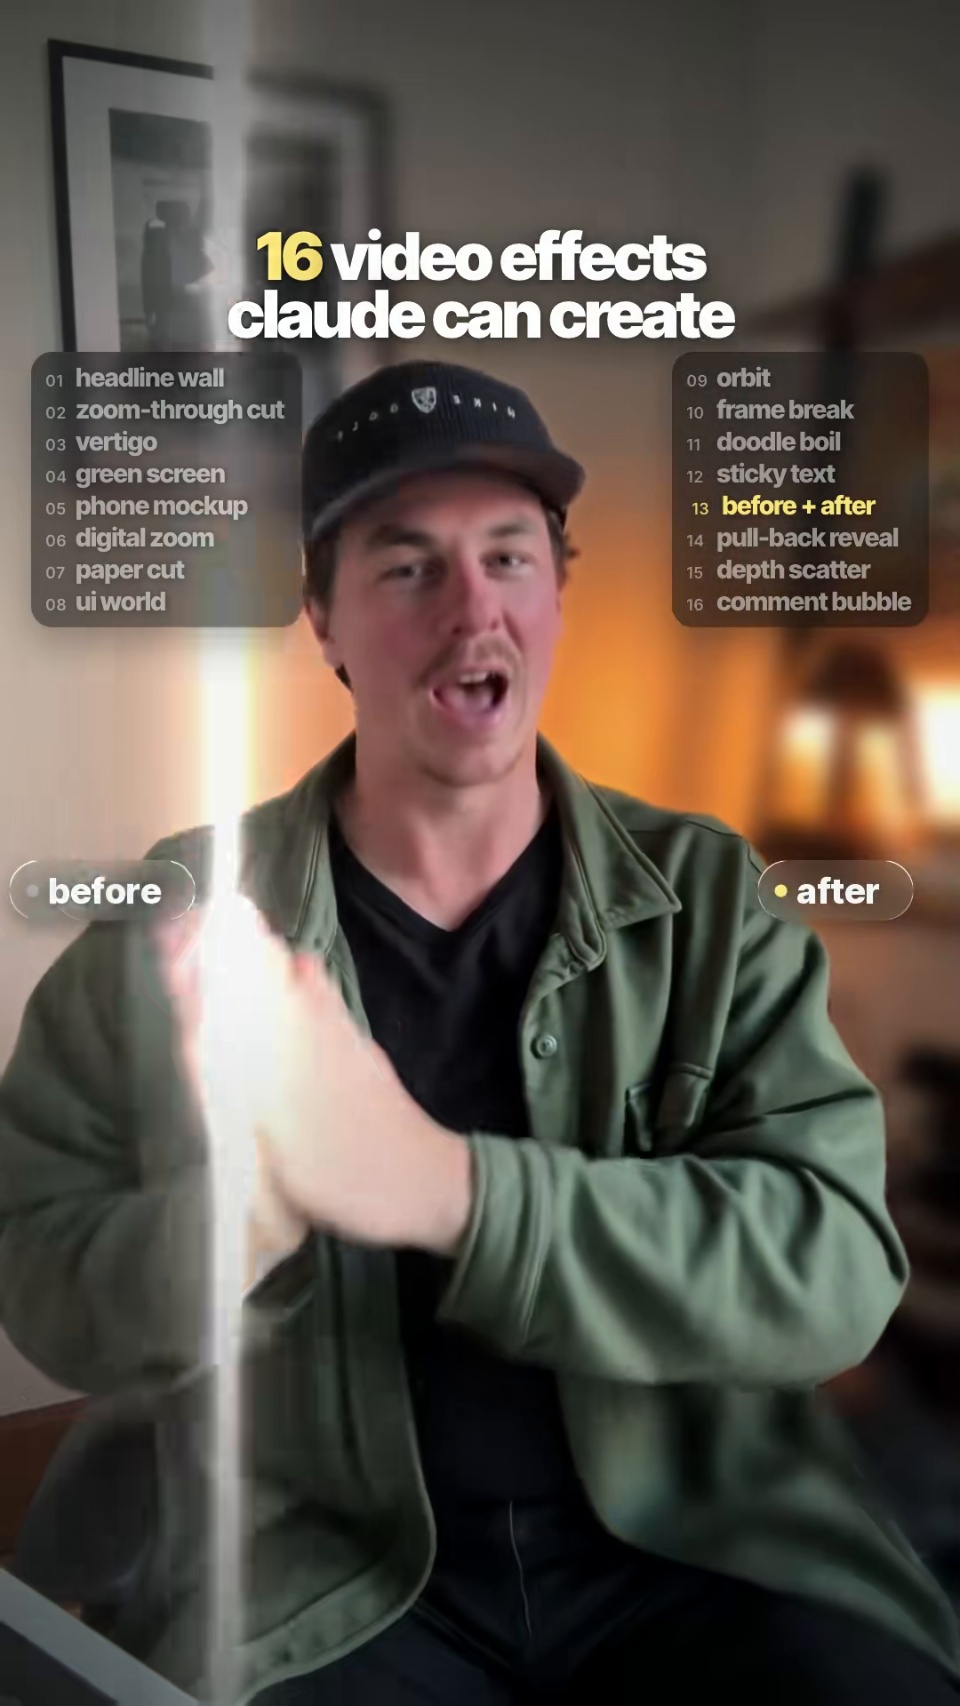 16 video effects
claude can create
01 headline wall
02 zoom-through cut
03 vertigo
04 green screen
05 phone mockup
06 digital zoom
07 paper cut
08 ui world
09 orbit
10 frame break
11 doodle boil
12 sticky text
13 before + after
14 pull-back reveal
15 depth scatter
16 comment bubble
before
after